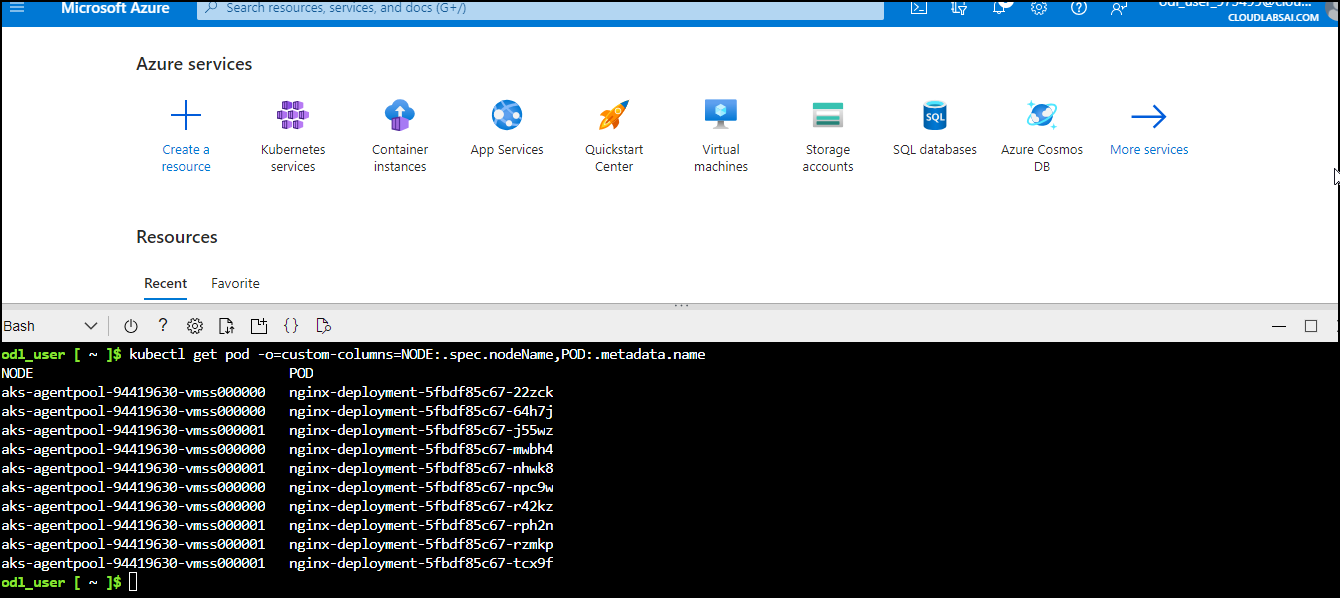 Microsoft Azure
Search resources, services, and docs (G+/)
CLOUDLABSAI.COM
Azure services
Create a
resource
Kubernetes
services
Container
instances
App Services
Quickstart
Center
Virtual
machines
Storage
accounts
SQL
SQL databases
Azure Cosmos
DB
More services
Resources
Recent
Favorite
Bash
odl_user [ ~ ]$ kubectl get pod -o=custom-columns=NODE:.spec.nodeName,POD:.metadata.name
NODE POD
aks-agentpool-94419630-vmss000000 nginx-deployment-5fbdf85c67-22zck
aks-agentpool-94419630-vmss000000 nginx-deployment-5fbdf85c67-64h7j
aks-agentpool-94419630-vmss000001 nginx-deployment-5fbdf85c67-j55wz
aks-agentpool-94419630-vmss000000 nginx-deployment-5fbdf85c67-mwbh4
aks-agentpool-94419630-vmss000001 nginx-deployment-5fbdf85c67-nhwk8
aks-agentpool-94419630-vmss000000 nginx-deployment-5fbdf85c67-npc9w
aks-agentpool-94419630-vmss000000 nginx-deployment-5fbdf85c67-r42kz
aks-agentpool-94419630-vmss000001 nginx-deployment-5fbdf85c67-rph2n
aks-agentpool-94419630-vmss000001 nginx-deployment-5fbdf85c67-rzmkp
aks-agentpool-94419630-vmss000001 nginx-deployment-5fbdf85c67-tcx9f
odl_user [ ~ ]$